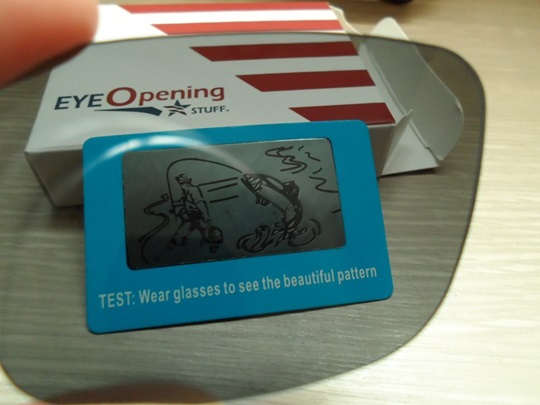 EYEOpening
STUFF®
TEST: Wear glasses to see the beautiful pattern